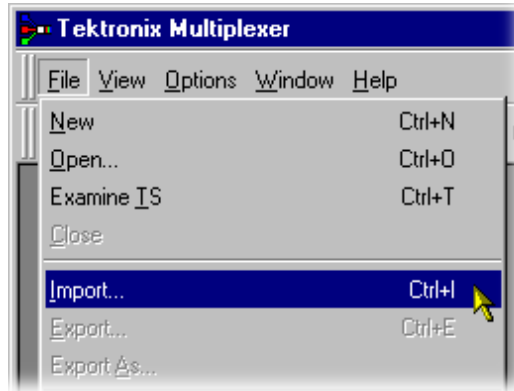 Tektronix Multiplexer
File View Options Window Help
New Ctrl+N
Open... Ctrl+O
Examine TS Ctrl+T
Close
Import... Ctrl+I
Export... Ctrl+E
Export As...